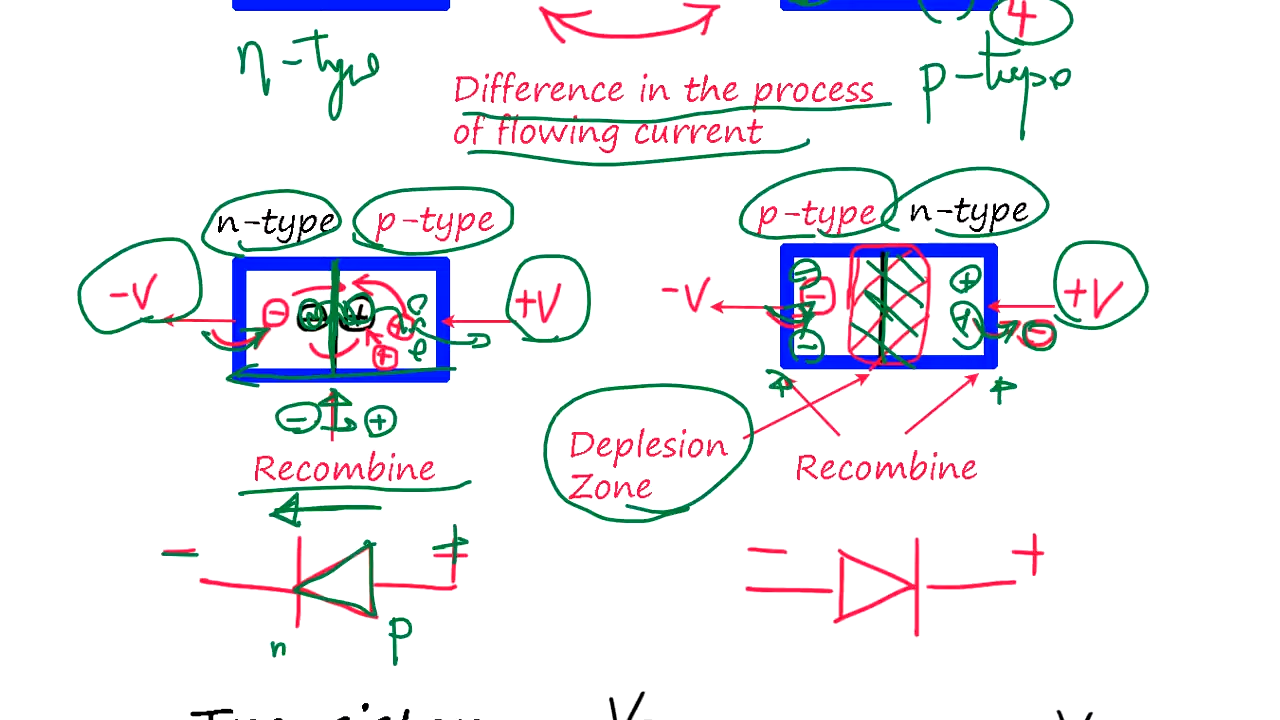 4
n-type
p-type
Difference in the process
of flowing current
n-type p-type
p-type n-type
-V
+V
-V
+V
Deplesion
Zone
Recombine
Recombine
n
p